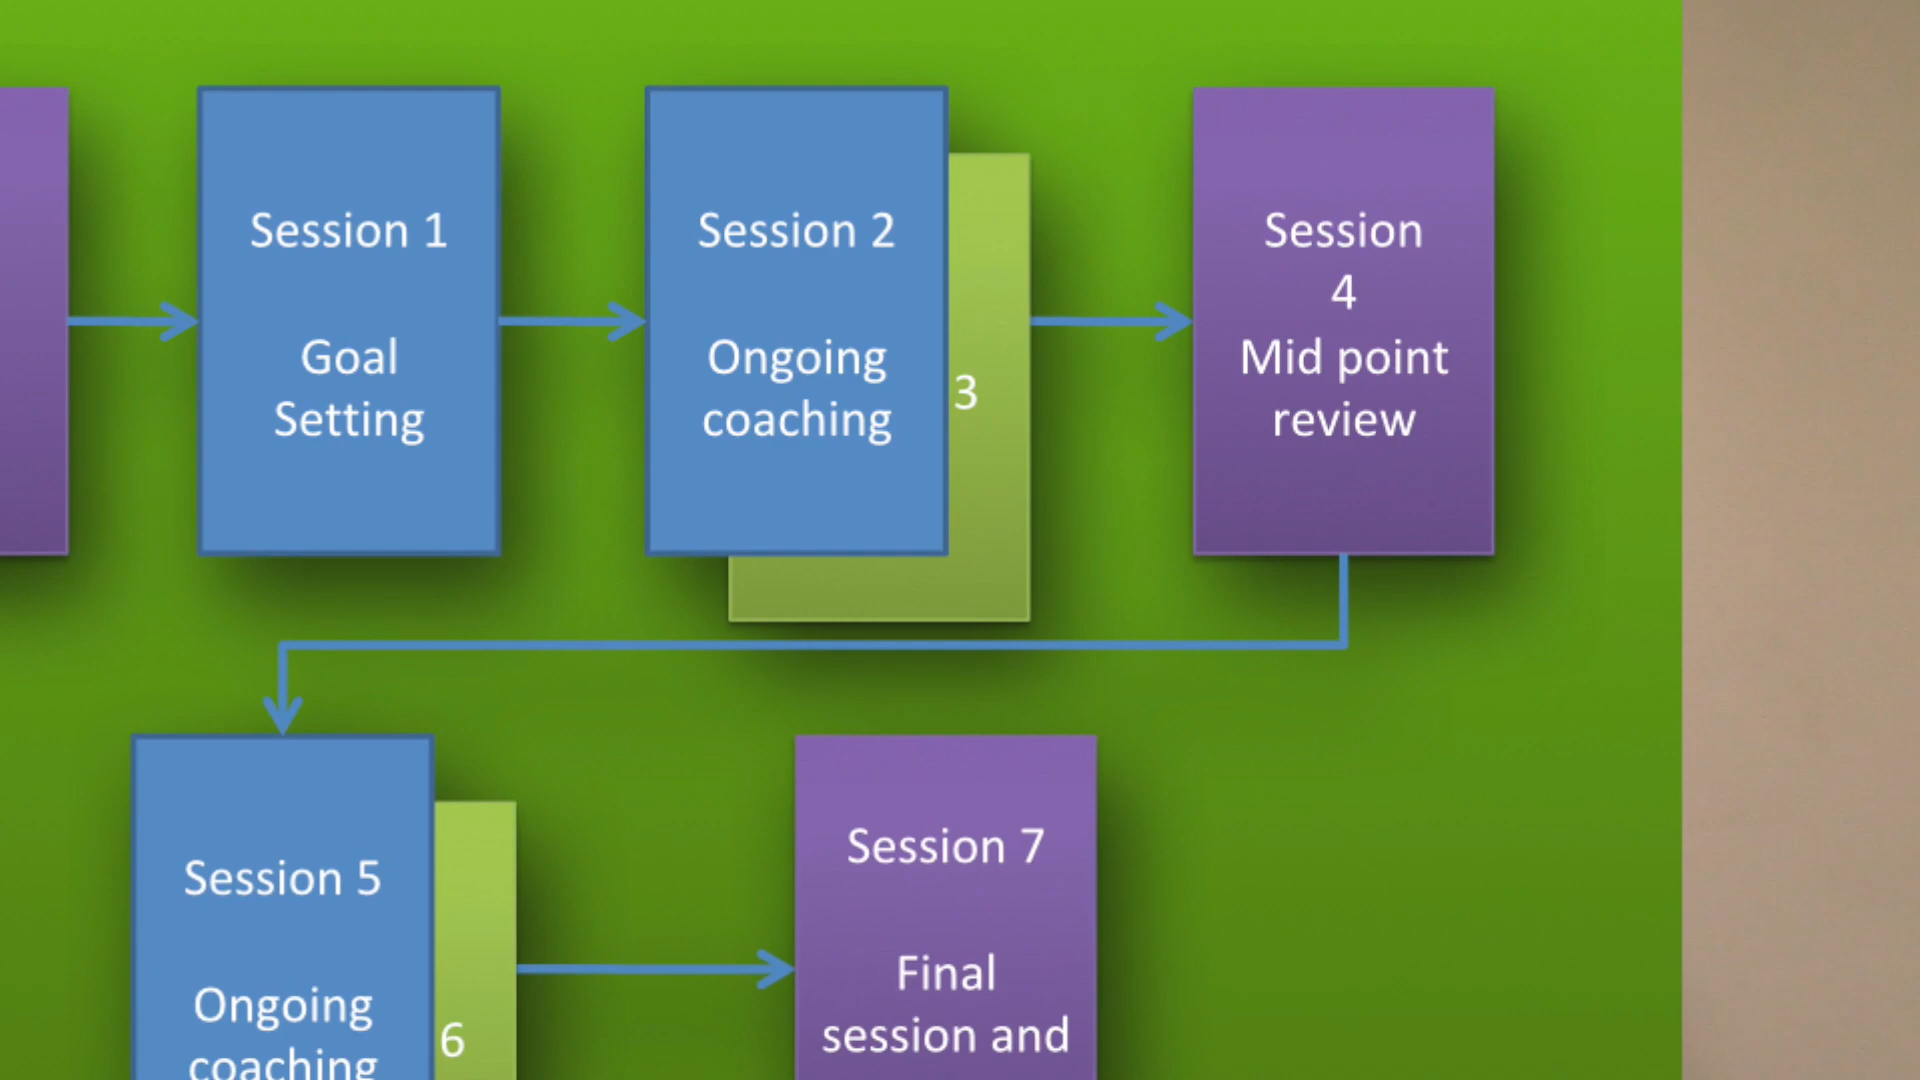 Session 1
Goal
Setting
Session 2
Ongoing
coaching
3
Session
4
Mid point
review
Session 5
Ongoing
coaching
6
Session 7
Final
session and